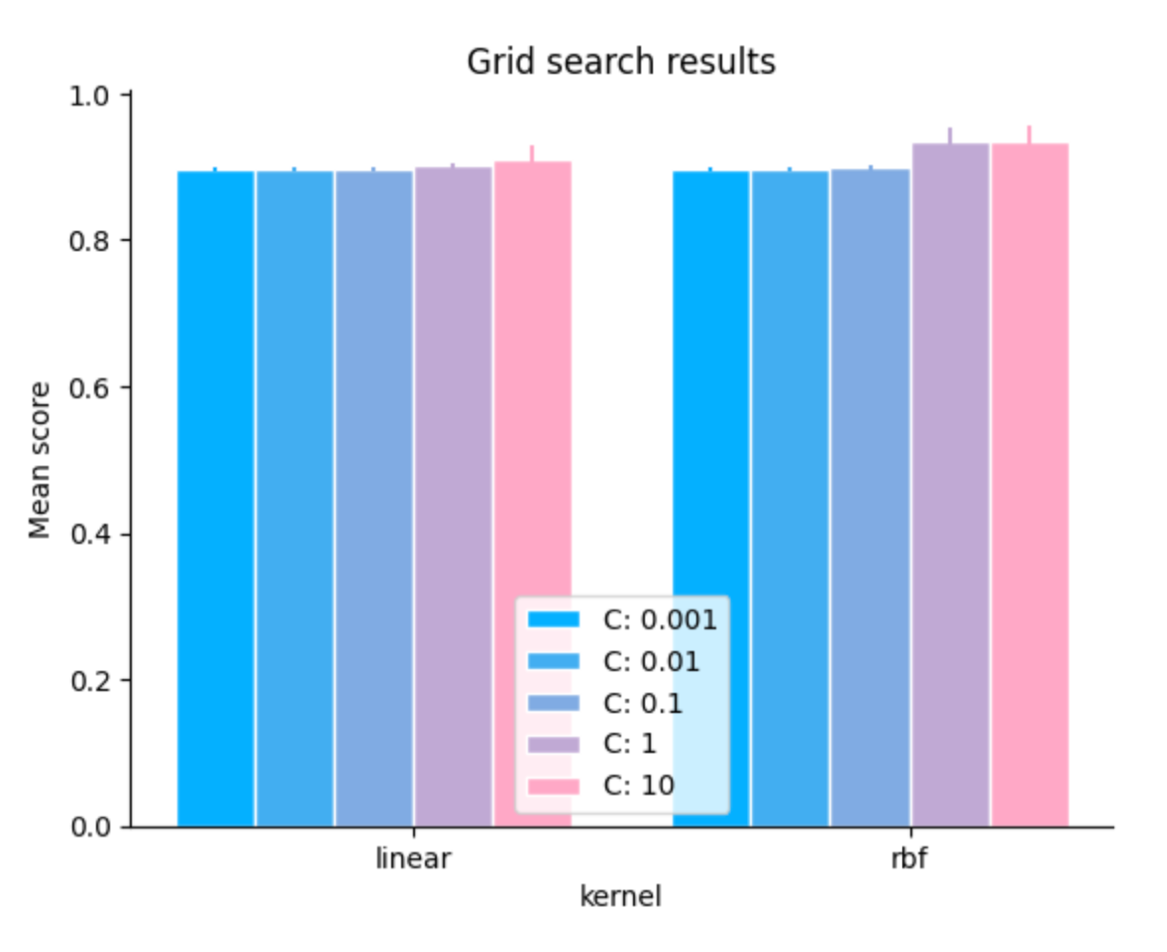 Grid search results
1.0
0.8
0.6
0.4
0.2
0.0
Mean score
C: 0.001
C: 0.01
C: 0.1
C: 1
C: 10
linear
rbf
kernel